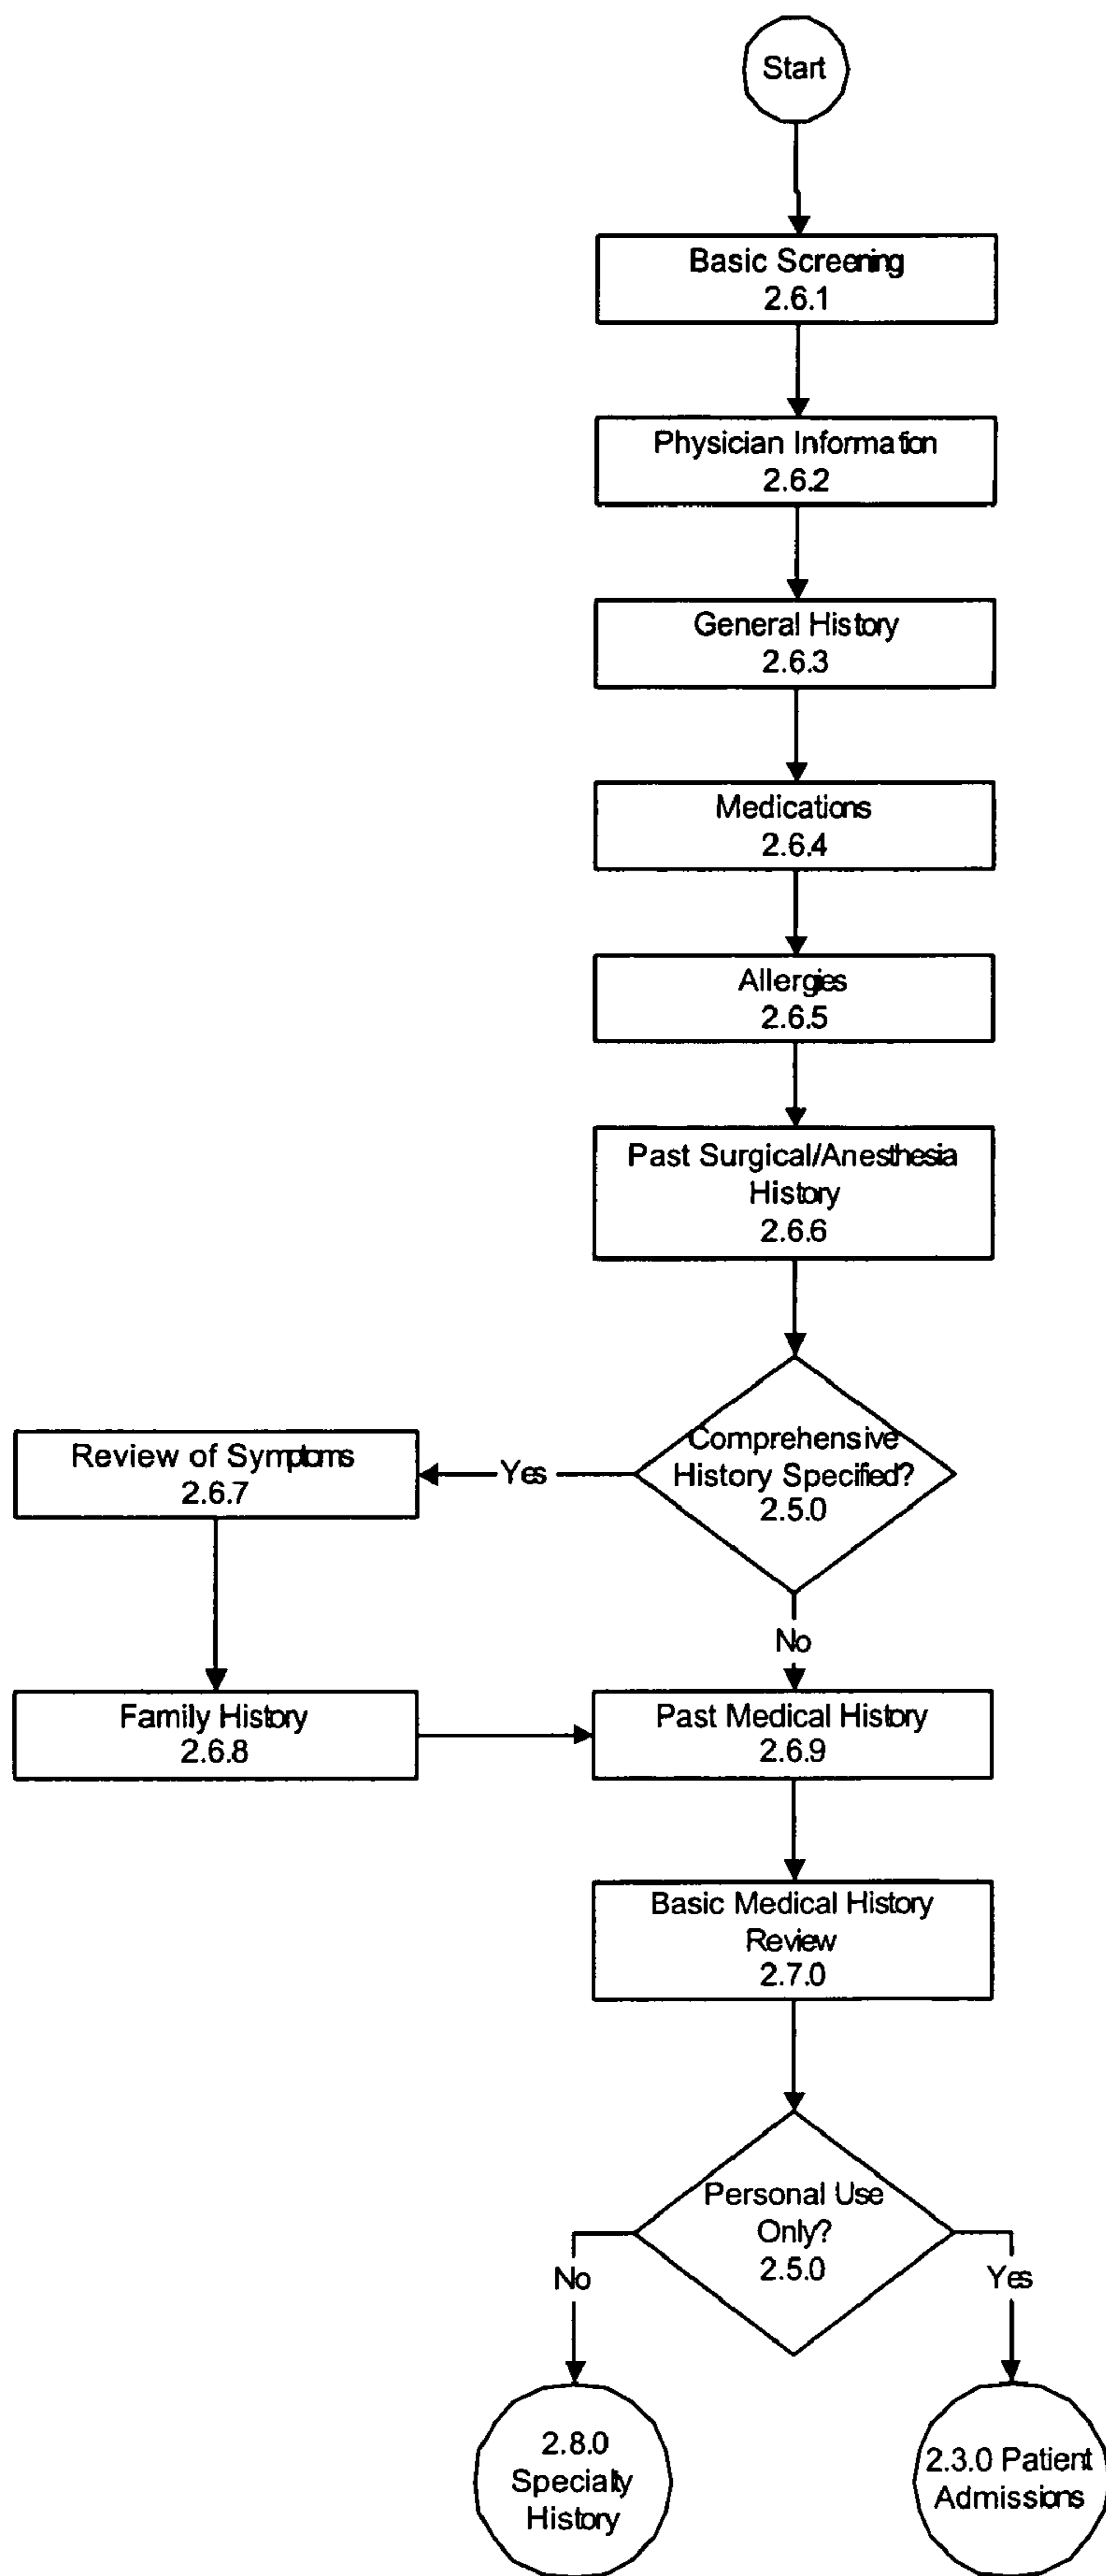 Start
Basic Screening
2.6.1
Physician Information
2.6.2
General History
2.6.3
Medications
2.6.4
Allergies
2.6.5
Past Surgical/Anesthesia
History
2.6.6
Comprehensive
History Specified?
2.5.0
Yes
Review of Symptoms
2.6.7
No
Family History
2.6.8
Past Medical History
2.6.9
Basic Medical History
Review
2.7.0
Personal Use
Only?
2.5.0
No
Yes
2.8.0
Specialty
History
2.3.0 Patient
Admissions